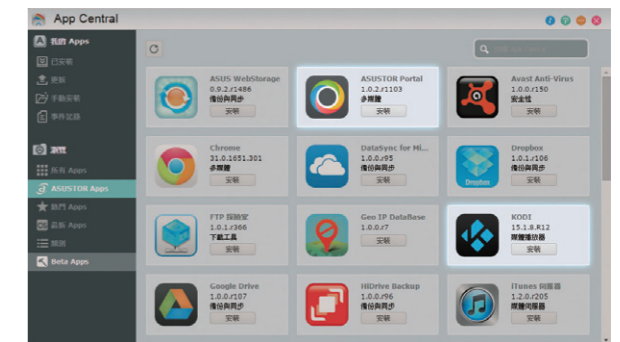 App Central
我的 Apps
已安裝
更新
手動安裝
事件記錄
瀏覽
所有 Apps
ASUSTOR Apps
熱門 Apps
最新 Apps
類別
Beta Apps
ASUS WebStorage
0.9.2.r1486
備份與同步
安裝
ASUSTOR Portal
1.0.2.r1103
多媒體
安裝
Avast Anti-Virus
1.0.0.r150
安全性
安裝
Chrome
31.0.1651.301
多媒體
安裝
DataSync for Mi...
1.0.0.r95
備份與同步
安裝
Dropbox
Dropbox
1.0.1.r106
備份與同步
安裝
FTP 探險家
1.0.1.r366
下載工具
安裝
Geo IP DataBase
1.0.0.r7
安裝
KODI
15.1.8.R12
媒體播放器
安裝
Google Drive
1.0.0.r107
備份與同步
安裝
HiDrive Backup
1.0.0.r96
備份與同步
安裝
iTunes 伺服器
1.2.0.r205
媒體伺服器
安裝